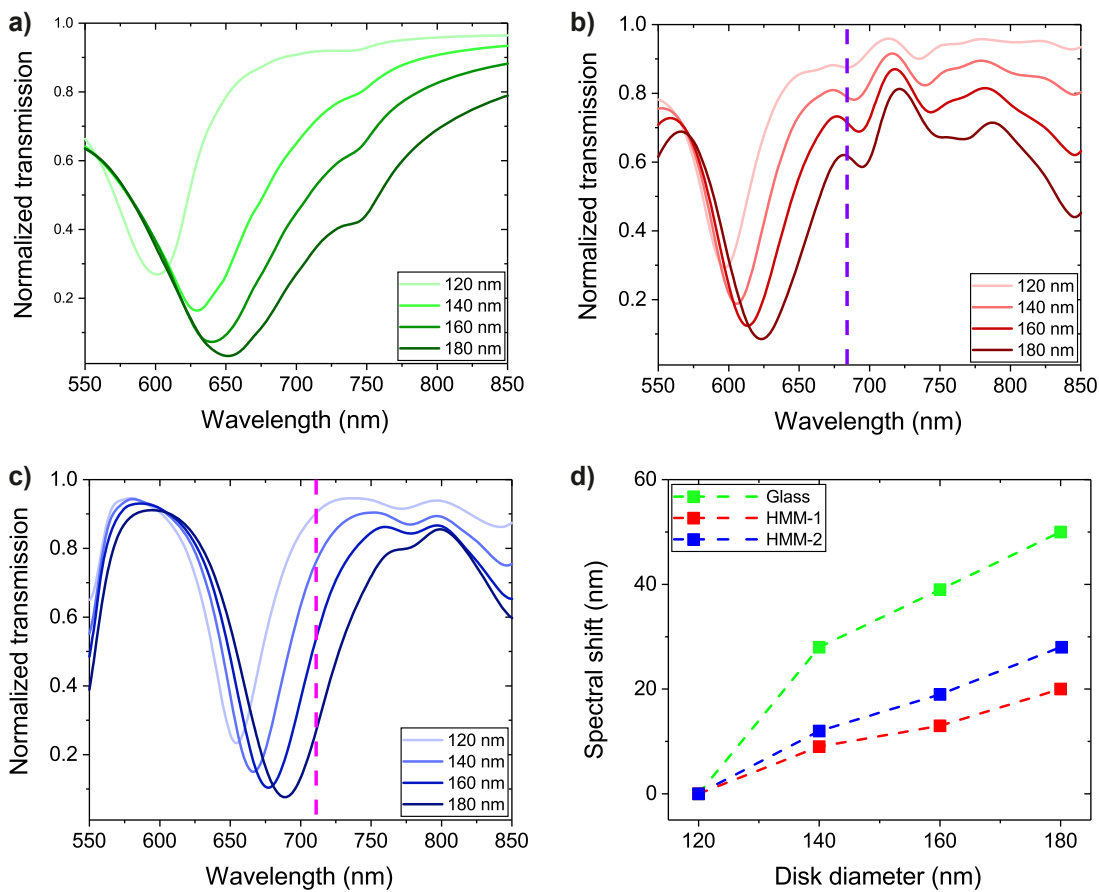 a)
Normalized transmission
1.0
0.8
0.6
0.4
0.2
120 nm
140 nm
160 nm
180 nm
550 600 650 700 750 800 850
Wavelength (nm)
b)
Normalized transmission
1.0
0.8
0.6
0.4
0.2
120 nm
140 nm
160 nm
180 nm
550 600 650 700 750 800 850
Wavelength (nm)
c)
Normalized transmission
1.0
0.8
0.6
0.4
0.2
120 nm
140 nm
160 nm
180 nm
550 600 650 700 750 800 850
Wavelength (nm)
d)
Spectral shift (nm)
60
40
20
0
Glass
HMM-1
HMM-2
120 140 160 180
Disk diameter (nm)